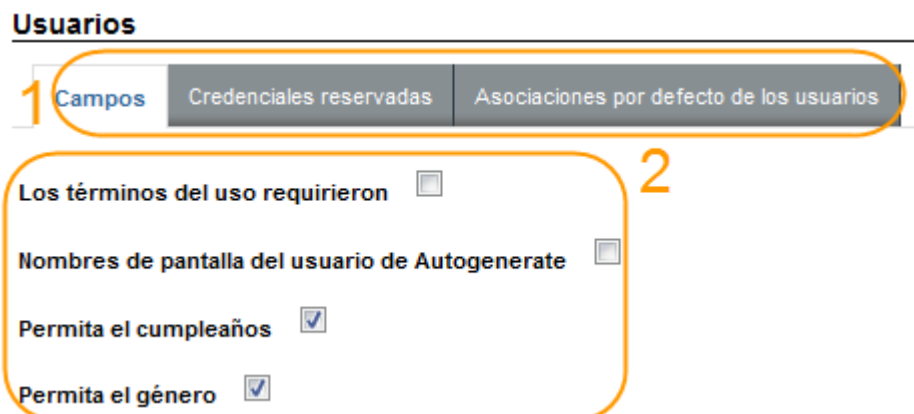 Usuarios
1 Campos Credenciales reservadas Asociaciones por defecto de los usuarios
2
Los términos del uso requirieron
Nombres de pantalla del usuario de Autogenerate
Permita el cumpleaños
Permita el género